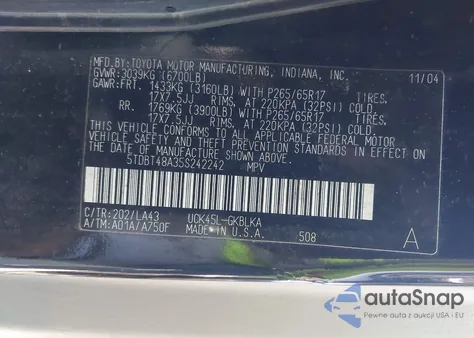 MFD.BY:TOYOTA MOTOR MANUFACTURING, INDIANA, INC. 11/04
GVWR:3039KG (6700LB)
GAWR:FRT. 1433KG (3160LB) WITH P265/65R17 TIRES.
17X7.5JJ RIMS, AT 220KPA (32PSI) COLD.
RR. 1769KG (3900LB) WITH P265/65R17 TIRES.
17X7.5JJ RIMS, AT 220KPA (32PSI) COLD.
THIS VEHICLE CONFORMS TO ALL APPLICABLE FEDERAL MOTOR
VEHICLE SAFETY AND THEFT PREVENTION STANDARDS IN EFFECT
ON THE DATE OF MANUFACTURE SHOWN ABOVE.
5TDBT48A35S242242 MPV
C/TR:202/LA43 UCK45L-GKBLKA
A/TM:A01A/A750F MADE IN U.S.A. 508 A
autoSnap
Pewne auta z aukcji USA i EU